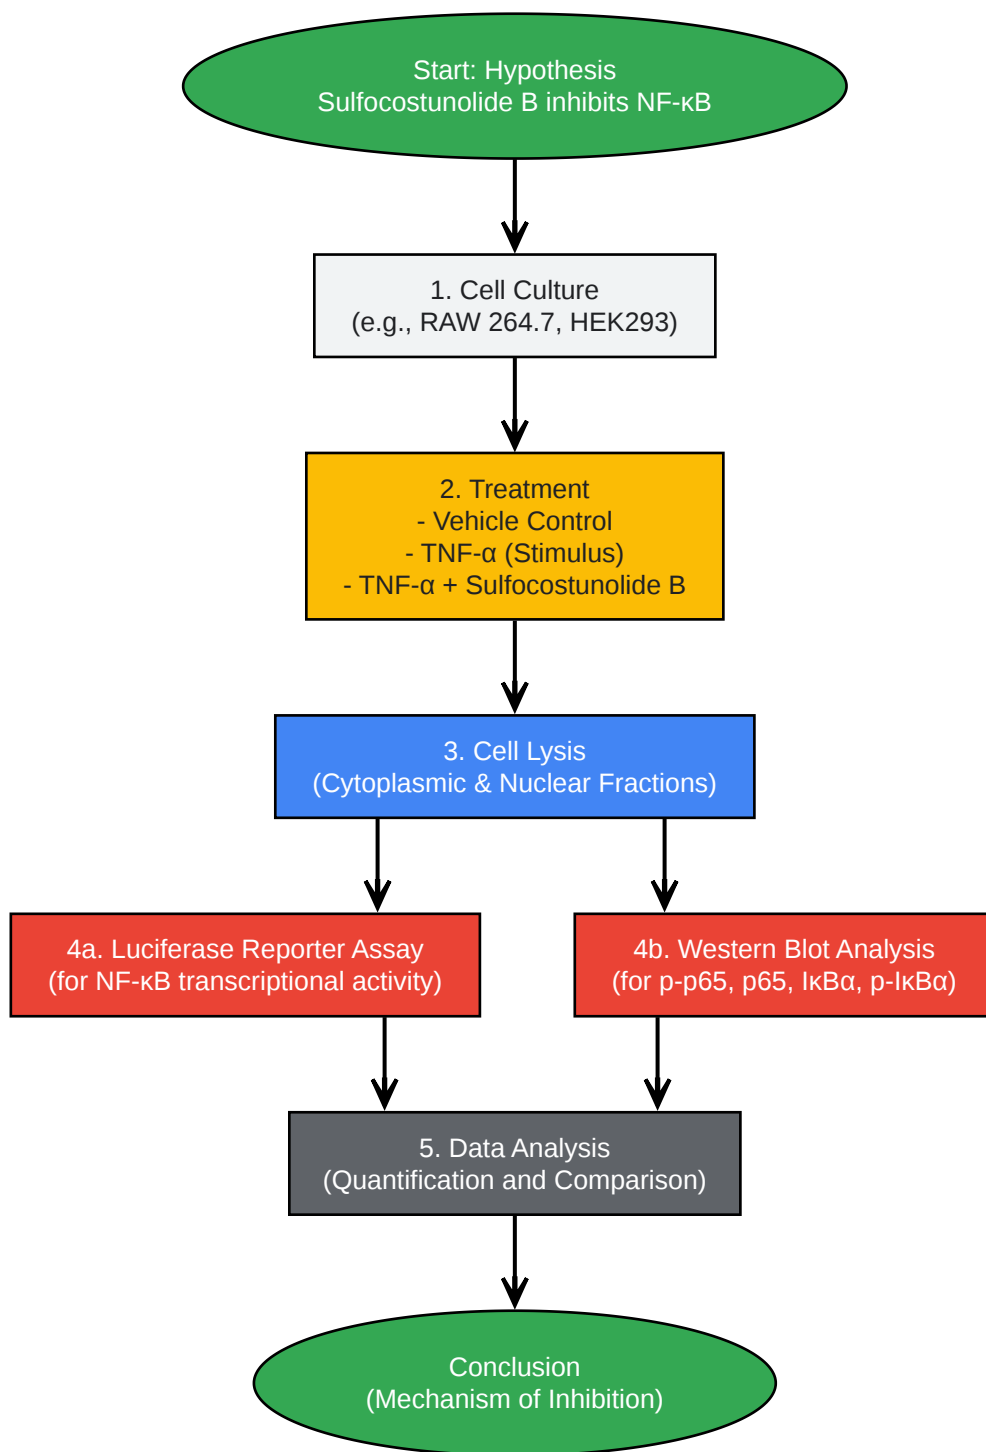 Start: Hypothesis
Sulfocostunolide B inhibits NF-κB
1. Cell Culture
(e.g., RAW 264.7, HEK293)
2. Treatment
- Vehicle Control
- TNF-α (Stimulus)
- TNF-α + Sulfocostunolide B
3. Cell Lysis
(Cytoplasmic & Nuclear Fractions)
4a. Luciferase Reporter Assay
(for NF-κB transcriptional activity)
4b. Western Blot Analysis
(for p-p65, p65, IκBα, p-IκBα)
5. Data Analysis
(Quantification and Comparison)
Conclusion
(Mechanism of Inhibition)